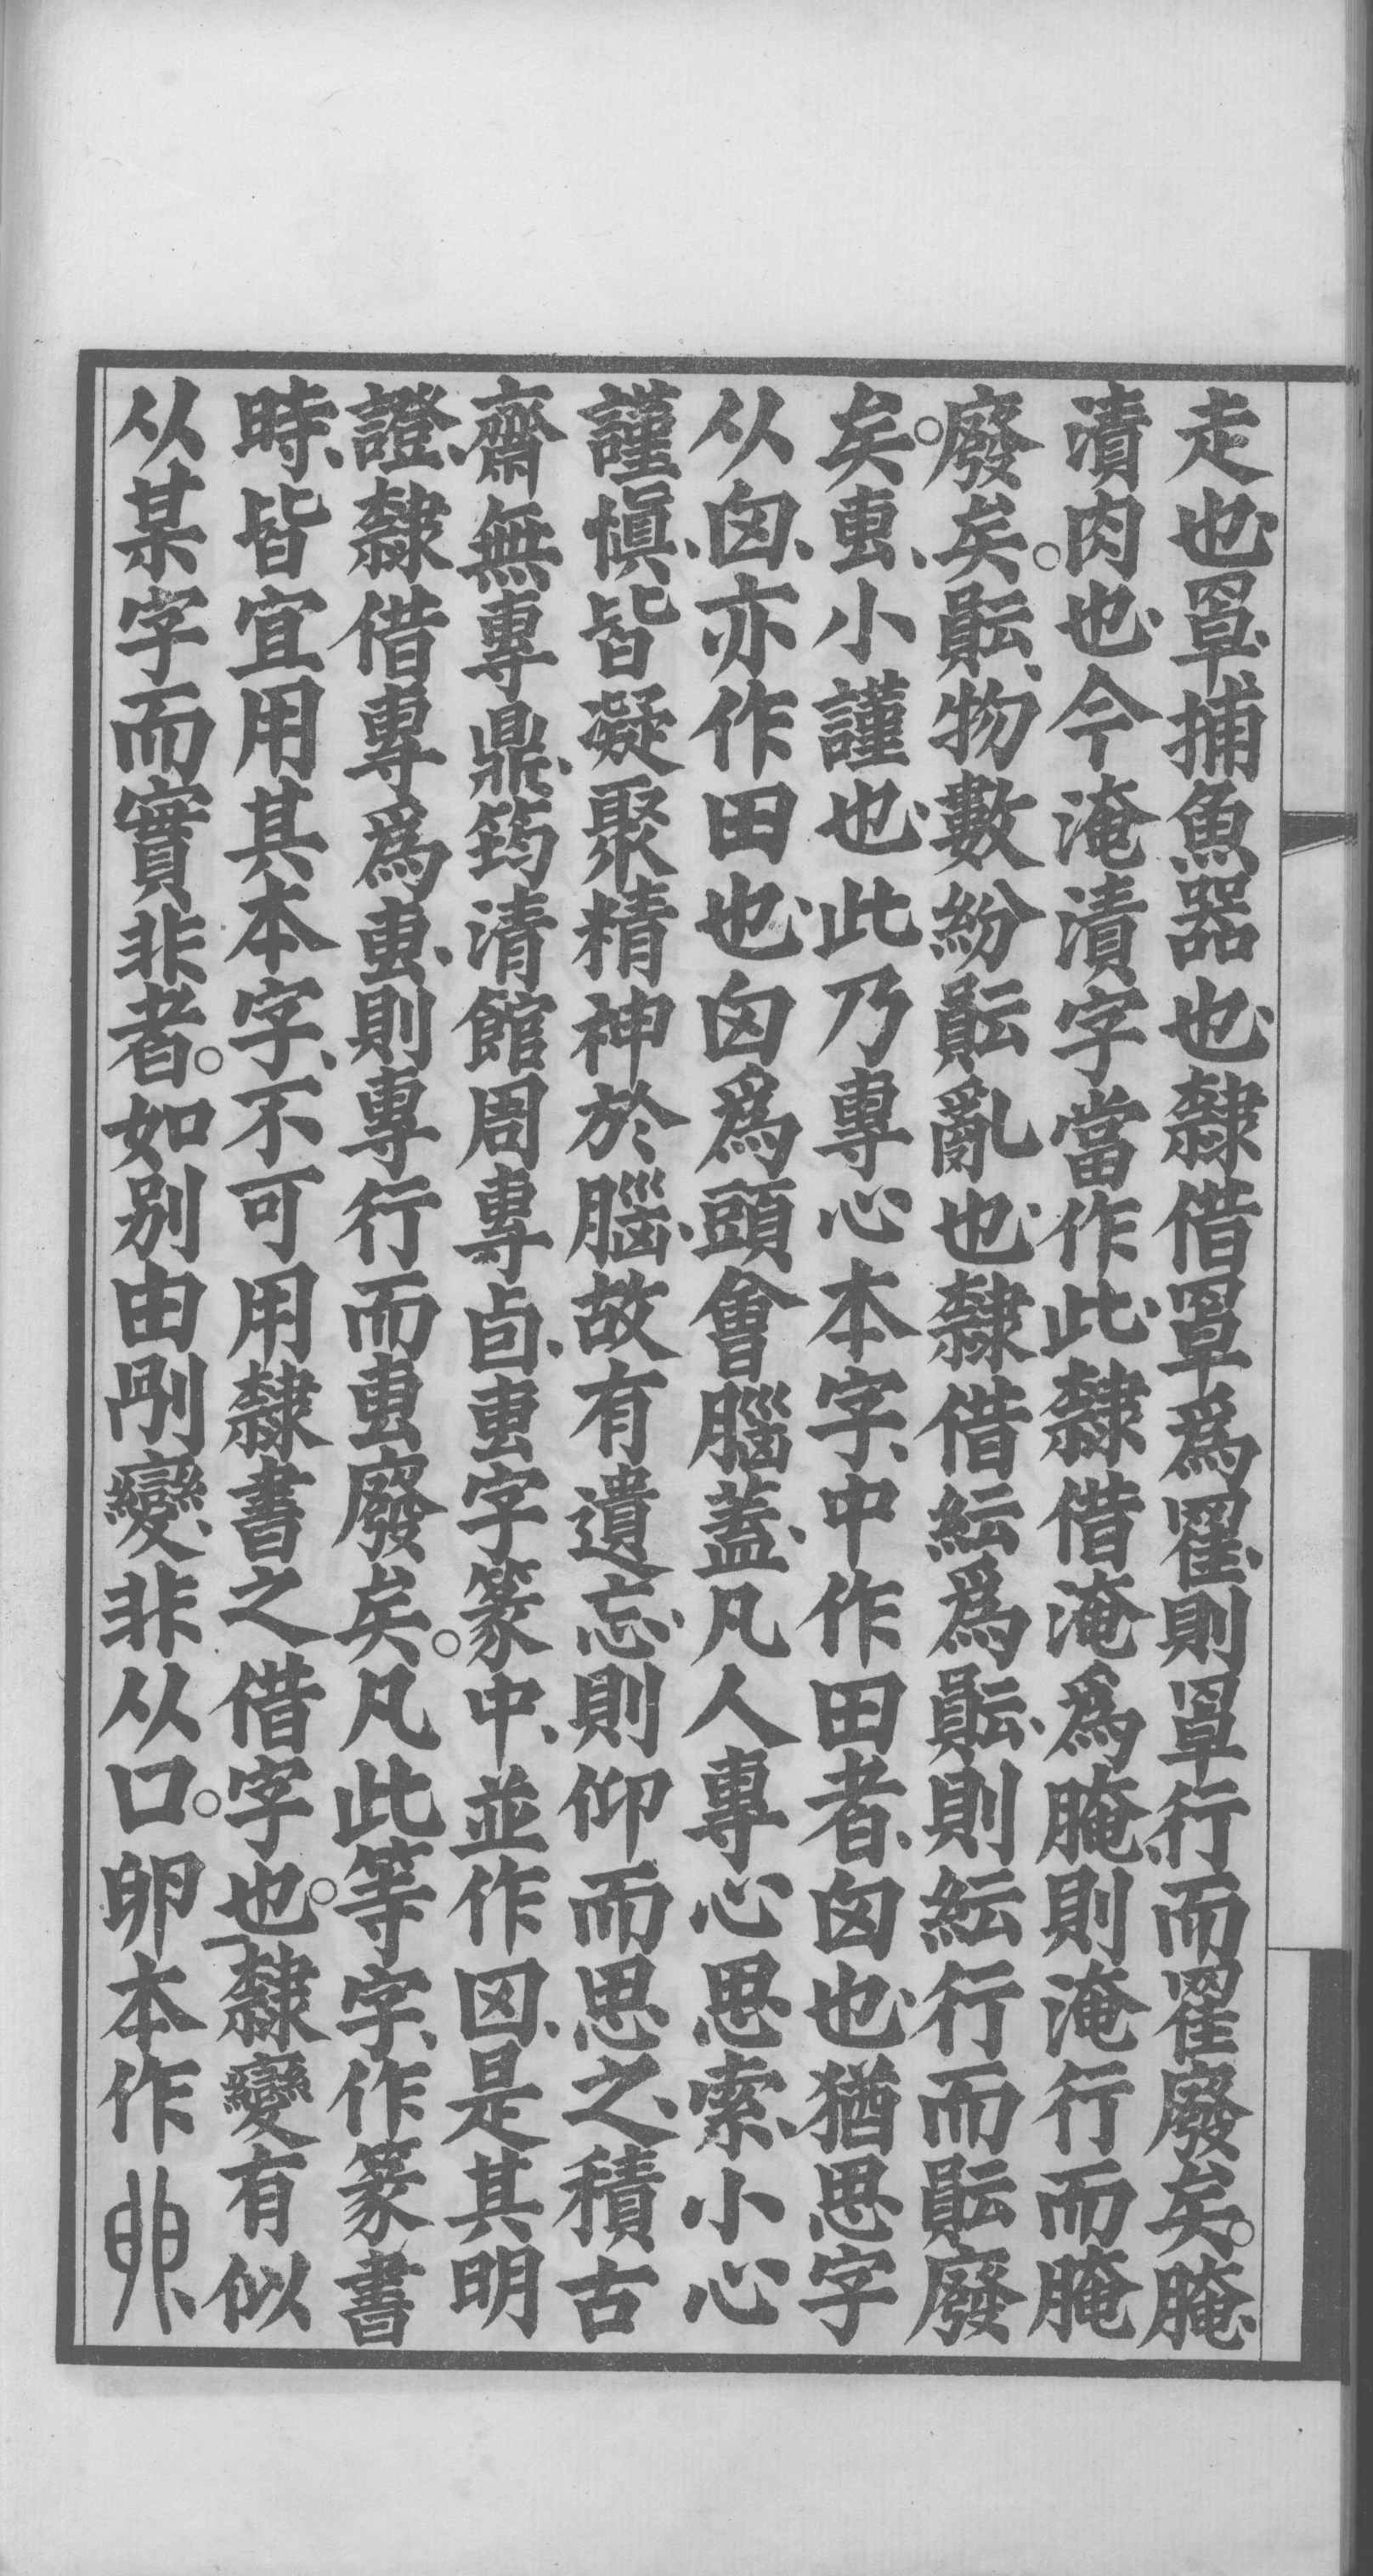 走也、罩、捕魚器也、隸借罩爲䍜、則罩行而䍜廢矣。腌、
漬肉也、今淹漬字當作此、隸借淹爲腌、則淹行而腌
廢矣。䝵、物數紛䝵亂也、隸借紜爲䝵、則紜行而䝵廢
矣。叀、小謹也、此乃專心本字、中作田者、囟也、猶思字
从囟、亦作田也、囟爲頭會腦蓋、凡人專心思索、小心
謹愼、皆凝聚精神於腦、故有遺忘、則仰而思之、積古
齋無專鼎、筠清館周專卣、叀字篆中、並作囟、是其明
證、隸借專爲叀、則專行而叀廢矣。凡此等字、作篆書
時、皆宜用其本字、不可用隸書之借字也。隸變有似
从某字而實非者。如别由刐變、非从口。卯本作丣、